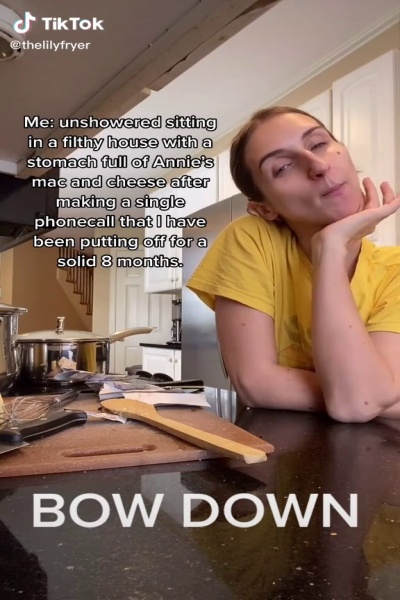 TikTok
@thelilyfryer
Me: unshowered sitting
in a filthy house with a
stomach full of Annie's
mac and cheese after
making a single
phonecall that I have
been putting off for a
solid 8 months.
BOW DOWN